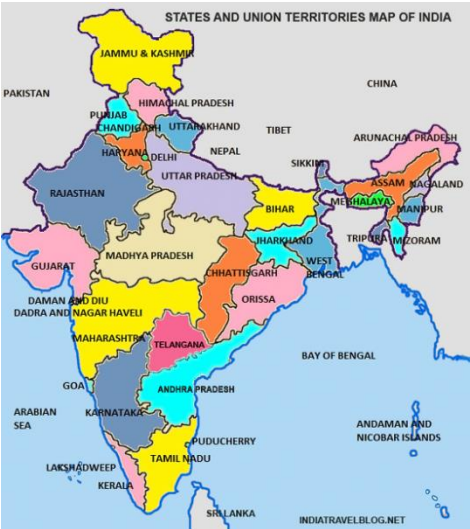 STATES AND UNION TERRITORIES MAP OF INDIA
JAMMU & KASHMIR
CHINA
PAKISTAN
HIMACHAL PRADESH
PUNJAB
CHANDIGARH
UTTARAKHAND
TIBET
ARUNACHAL PRADESH
HARYANA
DELHI
NEPAL
SIKKIM
UTTAR PRADESH
ASSAM
NAGALAND
RAJASTHAN
BIHAR
MEGHALAYA
MANIPUR
JHARKHAND
TRIPURA
MIZORAM
MADHYA PRADESH
WEST
BENGAL
GUJARAT
CHHATTISGARH
ORISSA
DAMAN AND DIU
DADRA AND NAGAR HAVELI
MAHARASHTRA
TELANGANA
BAY OF BENGAL
GOA
ANDHRA PRADESH
ARABIAN
SEA
KARNATAKA
ANDAMAN AND
NICOBAR ISLANDS
PUDUCHERRY
TAMIL NADU
LAKSHADWEEP
KERALA
SRI LANKA
INDIATRAVELBLOG.NET